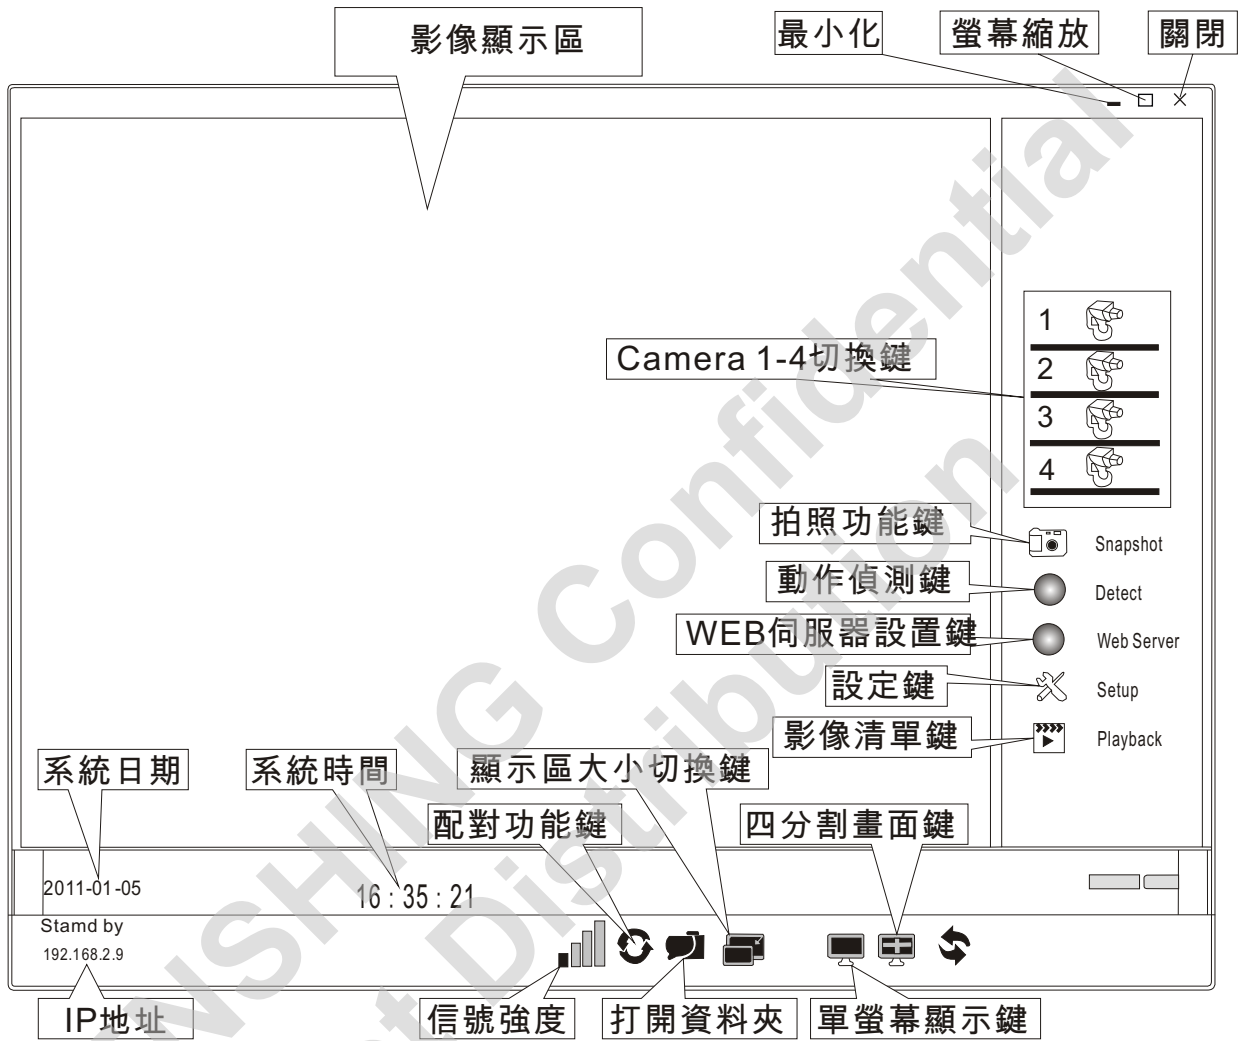 影像顯示區
最小化
螢幕縮放
關閉
Camera 1-4切換鍵
1
2
3
4
拍照功能鍵
Snapshot
動作偵測鍵
Detect
WEB伺服器設置鍵
Web Server
設定鍵
Setup
影像清單鍵
Playback
系統日期
系統時間
顯示區大小切換鍵
配對功能鍵
四分割畫面鍵
2011-01-05
16 : 35 : 21
Stamd by
192.168.2.9
IP地址
信號強度
打開資料夾
單螢幕顯示鍵
NSHING Confidential
t Distribution